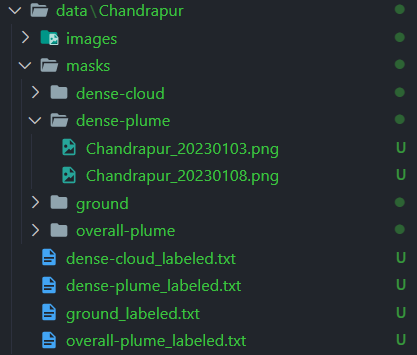 data\Chandrapur
images
masks
dense-cloud
dense-plume
Chandrapur_20230103.png U
Chandrapur_20230108.png U
ground
overall-plume
dense-cloud_labeled.txt U
dense-plume_labeled.txt U
ground_labeled.txt U
overall-plume_labeled.txt U